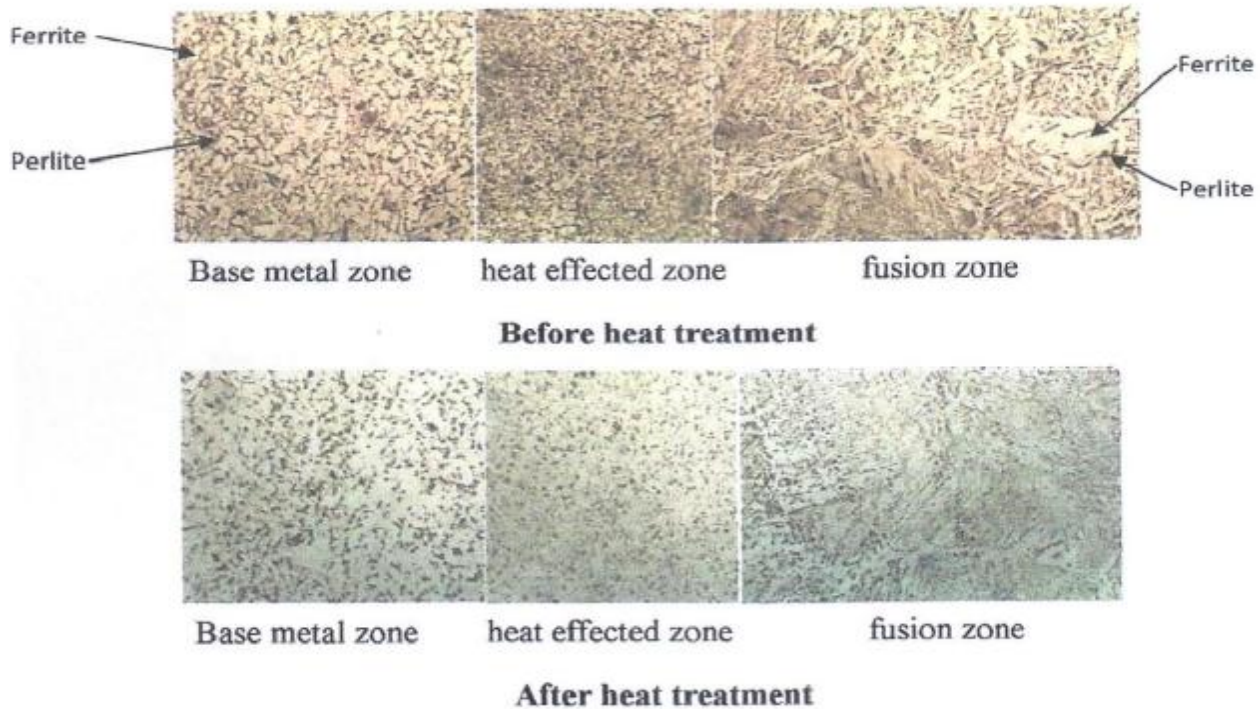 Ferrite
Perlite
Ferrite
Perlite
Base metal zone
heat effected zone
fusion zone
Before heat treatment
Base metal zone
heat effected zone
fusion zone
After heat treatment